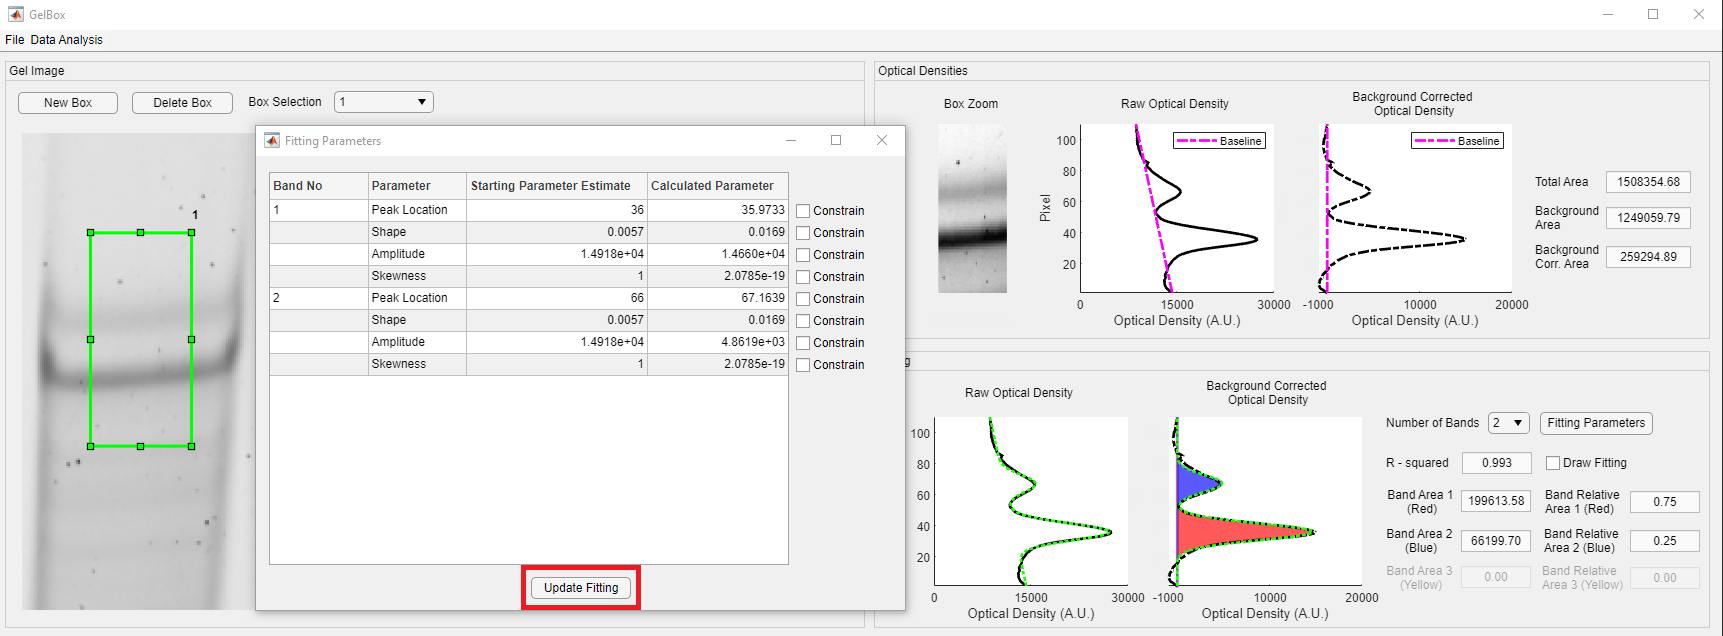 GelBox
File Data Analysis
Gel Image
New Box
Delete Box
Box Selection
1
1
Fitting Parameters
Band No Parameter Starting Parameter Estimate Calculated Parameter
1 Peak Location 36 35.9733 Constrain
Shape 0.0057 0.0169 Constrain
Amplitude 1.4918e+04 1.4660e+04 Constrain
Skewness 1 2.0785e-19 Constrain
2 Peak Location 66 67.1639 Constrain
Shape 0.0057 0.0169 Constrain
Amplitude 1.4918e+04 4.8619e+03 Constrain
Skewness 1 2.0785e-19 Constrain
Update Fitting
Optical Densities
Box Zoom
Raw Optical Density
Baseline
100
80
60
40
20
Pixel
0 15000 30000
Optical Density (A.U.)
Background Corrected
Optical Density
Baseline
-1000 10000 20000
Optical Density (A.U.)
Total Area 1508354.68
Background
Area
1249059.79
Background
Corr. Area
259294.89
g
Raw Optical Density
100
80
60
40
20
0 15000 30000
Optical Density (A.U.)
Background Corrected
Optical Density
-1000 10000 20000
Optical Density (A.U.)
Number of Bands 2 Fitting Parameters
R - squared 0.993 Draw Fitting
Band Area 1
(Red)
199613.58
Band Relative
Area 1 (Red)
0.75
Band Area 2
(Blue)
66199.70
Band Relative
Area 2 (Blue)
0.25
Band Area 3
(Yellow)
0.00
Band Relative
Area 3 (Yellow)
0.00